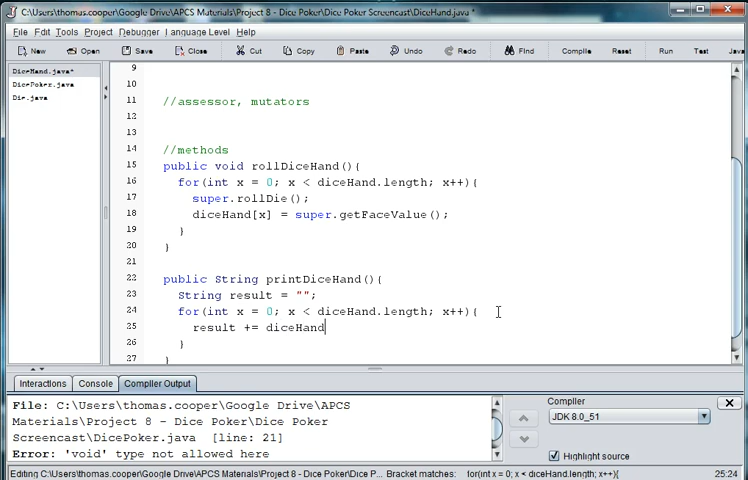 C:\Users\thomas.cooper\Google Drive\APCS Materials\Project 8 - Dice Poker\Dice Poker Screencast\DiceHand.java *
File Edit Tools Project Debugger Language Level Help
New Open Save Close Cut Copy Paste Undo Redo Find Compile Reset Run Test
DiceHand.java*
DicePoker.java
Die.java
9
10
11 //assessor, mutators
12
13
14 //methods
15 public void rollDiceHand(){
16 for(int x = 0; x < diceHand.length; x++){
17 super.rollDie();
18 diceHand[x] = super.getFaceValue();
19 }
20 }
21
22 public String printDiceHand(){
23 String result = "";
24 for(int x = 0; x < diceHand.length; x++){
25 result += diceHand
26 }
27 }
Interactions Console Compiler Output
File: C:\Users\thomas.cooper\Google Drive\APCS
Materials\Project 8 - Dice Poker\Dice Poker
Screencast\DicePoker.java [line: 21]
Error: 'void' type not allowed here
Compiler
JDK 8.0_51
Highlight source
Editing C:\Users\thomas.cooper\Google Drive\APCS Materials\Project 8 - Dice Poker\Dice P... Bracket matches: for(int x = 0; x < diceHand.length; x++){ 25:24